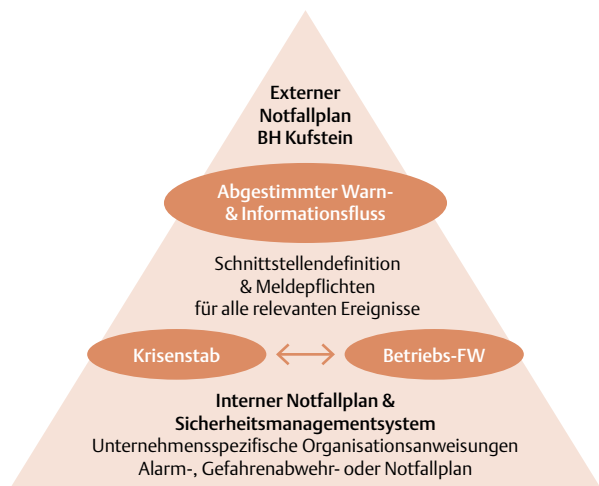 Externer
Notfallplan
BH Kufstein
Abgestimmter Warn-
& Informationsfluss
Schnittstellendefinition
& Meldepflichten
für alle relevanten Ereignisse
Krisenstab
Betriebs-FW
Interner Notfallplan &
Sicherheitsmanagementsystem
Unternehmensspezifische Organisationsanweisungen
Alarm-, Gefahrenabwehr- oder Notfallplan